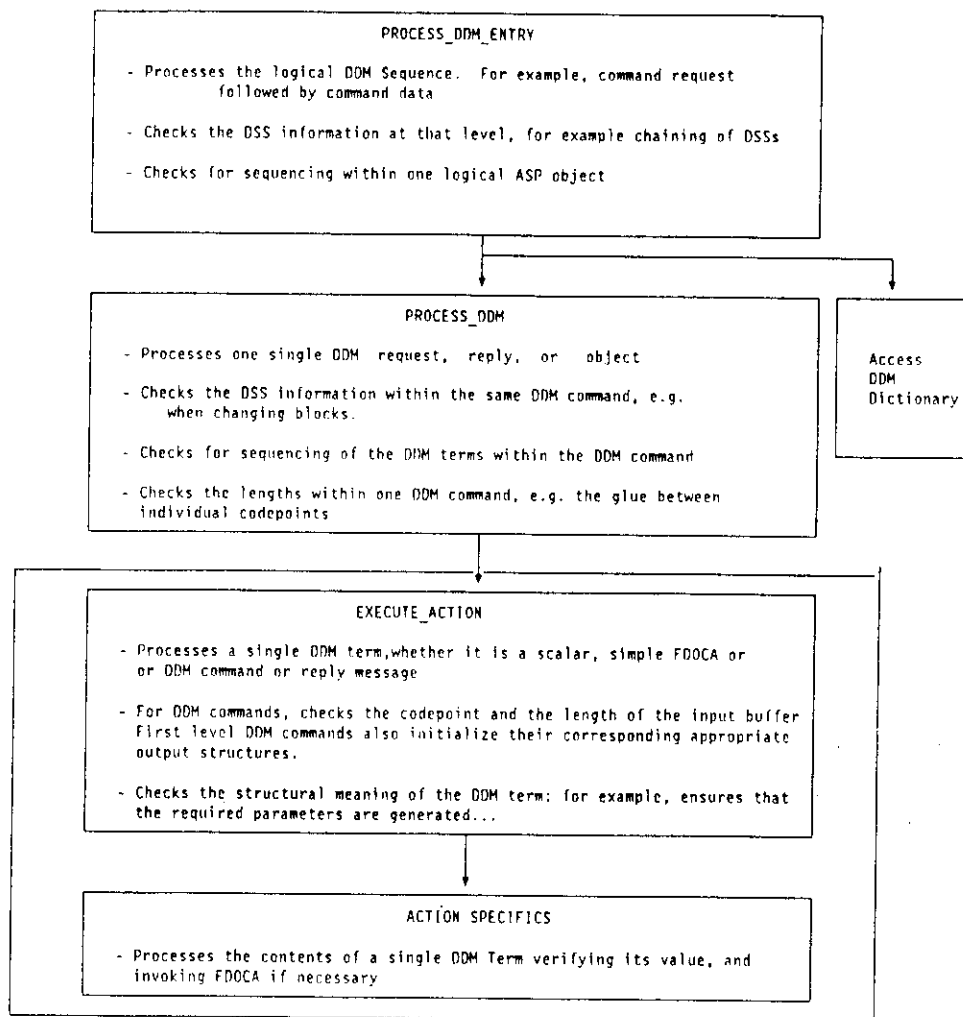 PROCESS_DDM_ENTRY
- Processes the logical DDM Sequence. For example, command request
followed by command data
- Checks the DSS information at that level, for example chaining of DSSs
- Checks for sequencing within one logical ASP object
PROCESS_DDM
- Processes one single DDM request, reply, or object
- Checks the DSS information within the same DDM command, e.g.
when changing blocks.
- Checks for sequencing of the DDM terms within the DDM command
- Checks the lengths within one DDM command, e.g. the glue between
individual codepoints
Access
DDM
Dictionary
EXECUTE_ACTION
- Processes a single DDM term,whether it is a scalar, simple FDOCA or
or DDM command or reply message
- For DDM commands, checks the codepoint and the length of the input buffer
First level DDM commands also initialize their corresponding appropriate
output structures.
- Checks the structural meaning of the DDM term: for example, ensures that
the required parameters are generated...
ACTION SPECIFICS
- Processes the contents of a single DDM Term verifying its value, and
invoking FDOCA if necessary